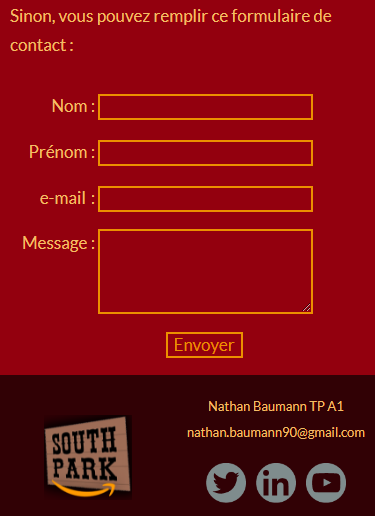 Sinon, vous pouvez remplir ce formulaire de
contact :
Nom :
Prénom :
e-mail :
Message :
Envoyer
SOUTH
PARK
Nathan Baumann TP A1
nathan.baumann90@gmail.com
in